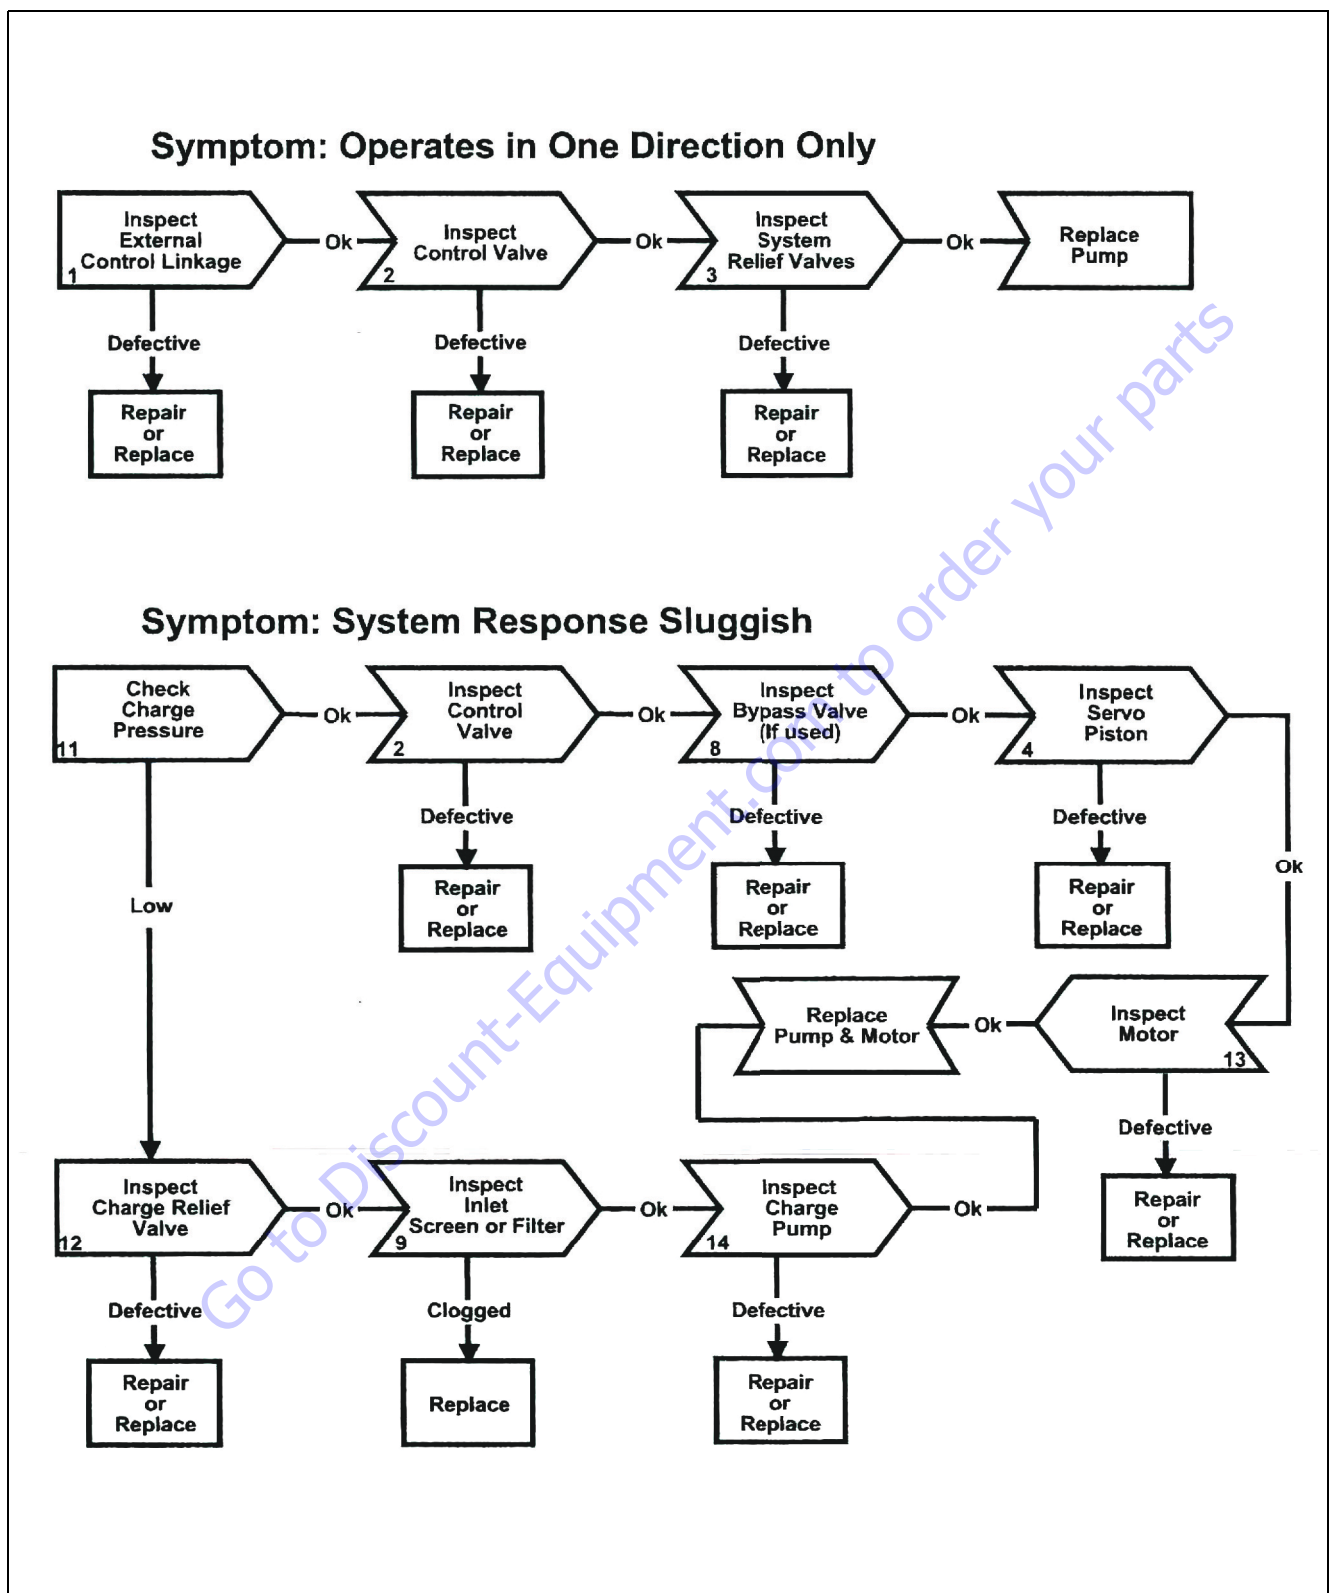 Symptom: Operates in One Direction Only
Inspect
External
Control Linkage
1
Ok
Inspect
Control Valve
2
Ok
Inspect
System
Relief Valves
3
Ok
Replace
Pump
Defective
Defective
Defective
Repair
or
Replace
Repair
or
Replace
Repair
or
Replace
Symptom: System Response Sluggish
Check
Charge
Pressure
11
Ok
Inspect
Control
Valve
2
Ok
Inspect
Bypass Valve
(If used)
8
Ok
Inspect
Servo
Piston
4
Defective
Defective
Defective
Ok
Low
Repair
or
Replace
Repair
or
Replace
Repair
or
Replace
Replace
Pump & Motor
Ok
Inspect
Motor
13
Defective
Repair
or
Replace
Inspect
Charge Relief
Valve
12
Ok
Inspect
Inlet
Screen or Filter
9
Ok
Inspect
Charge
Pump
14
Ok
Defective
Clogged
Defective
Repair
or
Replace
Replace
Repair
or
Replace
Go to Discount-Equipment.com to order your parts